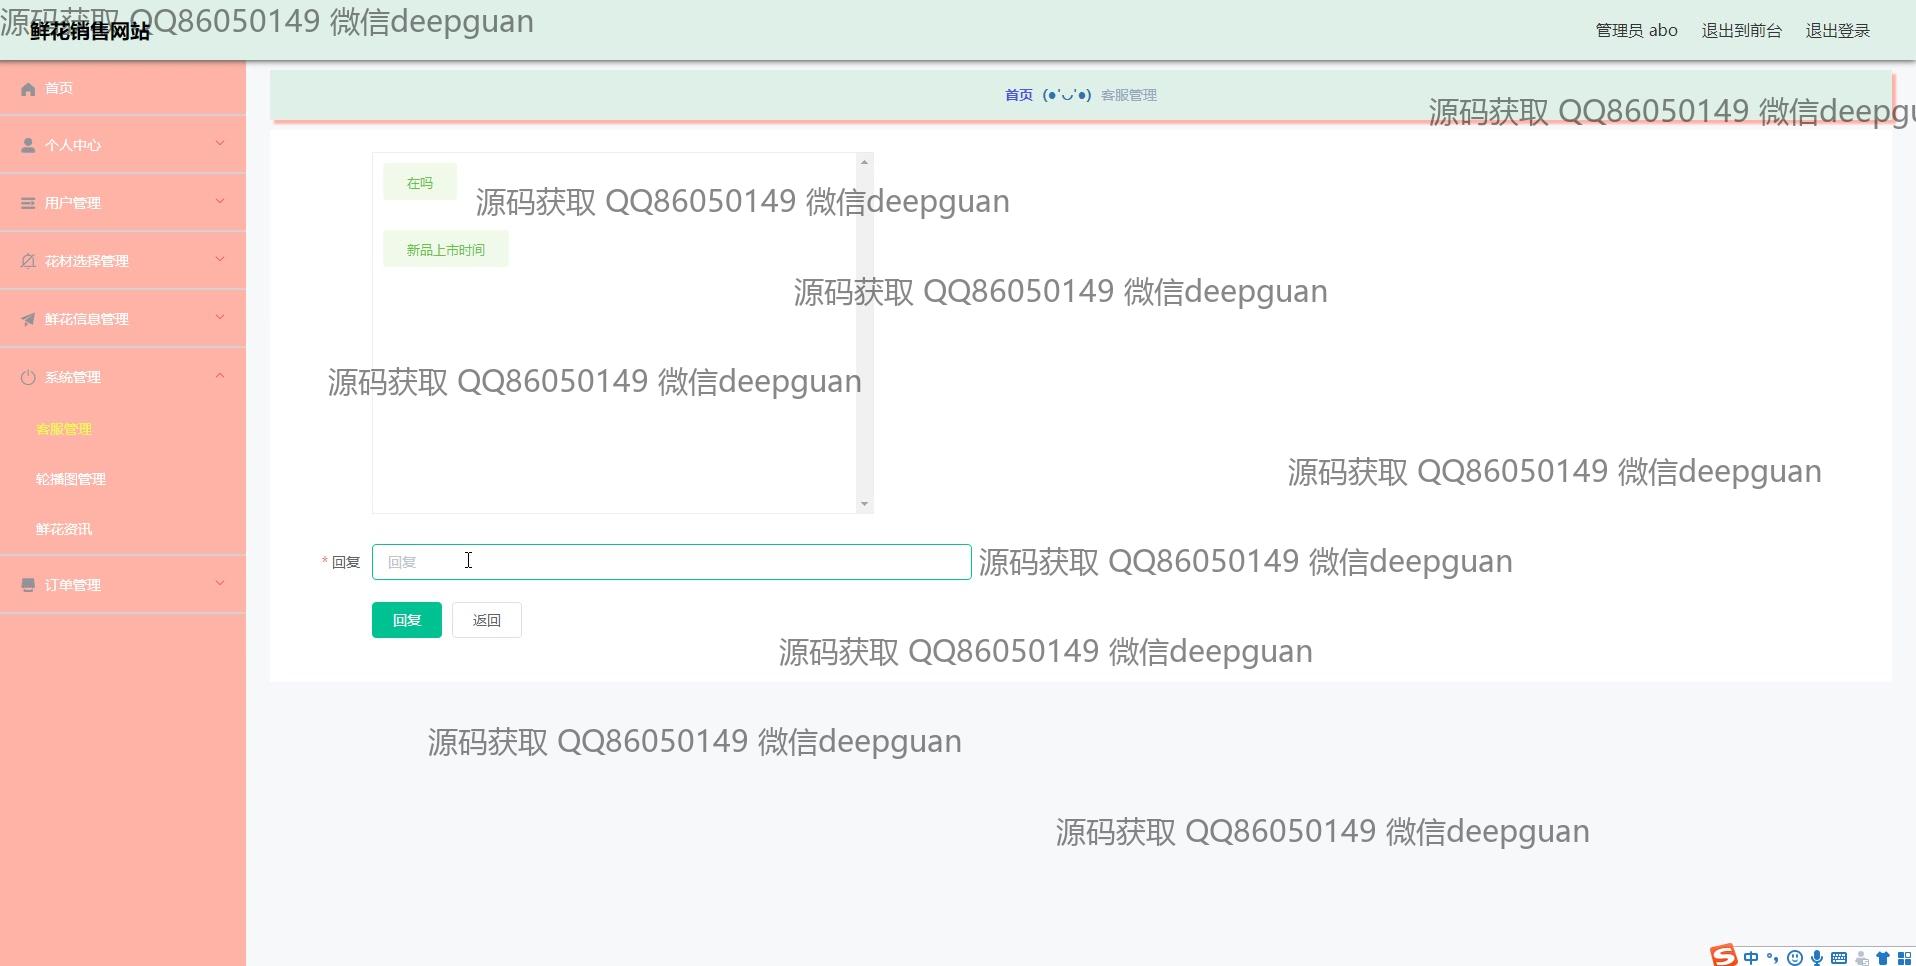 源码获取 QQ86050149 微信deepguan
鲜花销售网站
管理员 abo 退出到前台 退出登录
首页
个人中心
用户管理
花材选择管理
鲜花信息管理
系统管理
客服管理
轮播图管理
鲜花资讯
订单管理
首页 (●'◡'●) 客服管理
源码获取 QQ86050149 微信deepgu
在吗
源码获取 QQ86050149 微信deepguan
新品上市时间
源码获取 QQ86050149 微信deepguan
源码获取 QQ86050149 微信deepguan
源码获取 QQ86050149 微信deepguan
* 回复 回复
源码获取 QQ86050149 微信deepguan
回复 返回
源码获取 QQ86050149 微信deepguan
源码获取 QQ86050149 微信deepguan
源码获取 QQ86050149 微信deepguan
S 中